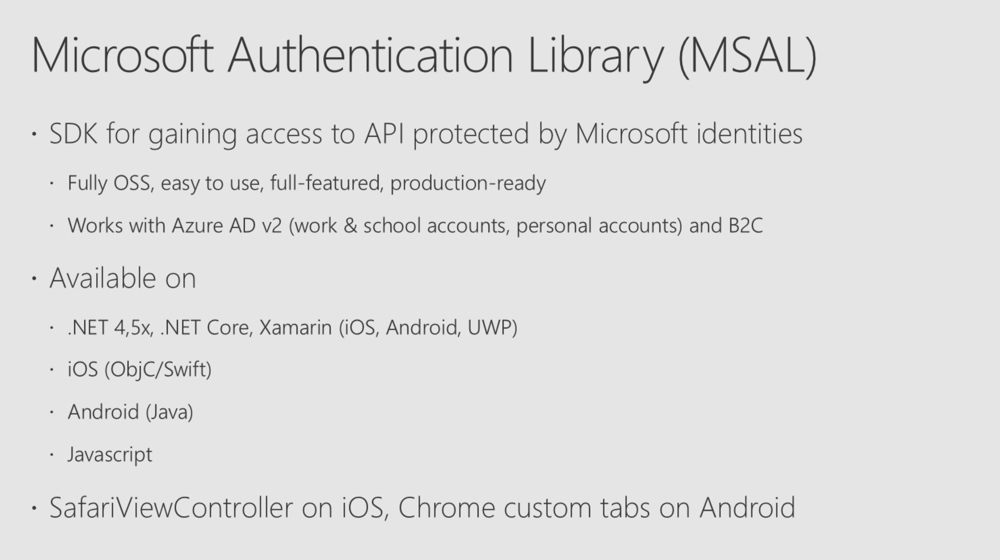 Microsoft Authentication Library (MSAL)
• SDK for gaining access to API protected by Microsoft identities
• Fully OSS, easy to use, full-featured, production-ready
• Works with Azure AD v2 (work & school accounts, personal accounts) and B2C
• Available on
• .NET 4,5x, .NET Core, Xamarin (iOS, Android, UWP)
• iOS (ObjC/Swift)
• Android (Java)
• Javascript
• SafariViewController on iOS, Chrome custom tabs on Android